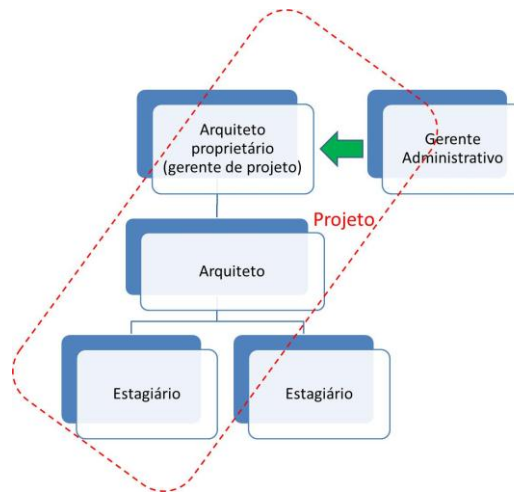 Arquiteto
proprietário
(gerente de projeto)
Gerente
Administrativo
Projeto
Arquiteto
Estagiário
Estagiário